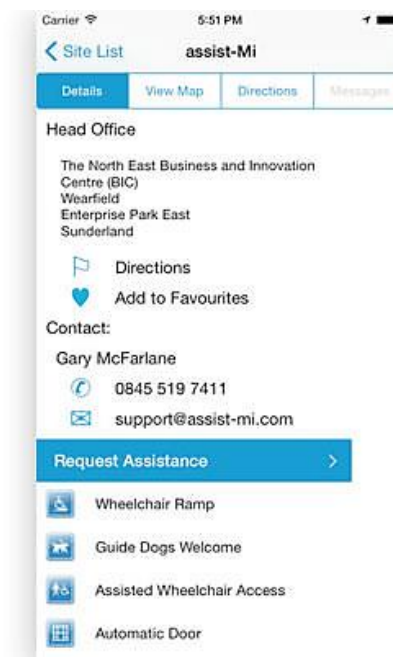 Carrier 5:51 PM
Site List assist-Mi
Details View Map Directions Messages
Head Office
The North East Business and Innovation
Centre (BIC)
Wearfield
Enterprise Park East
Sunderland
Directions
Add to Favourites
Contact:
Gary McFarlane
0845 519 7411
support@assist-mi.com
Request Assistance
Wheelchair Ramp
Guide Dogs Welcome
Assisted Wheelchair Access
Automatic Door